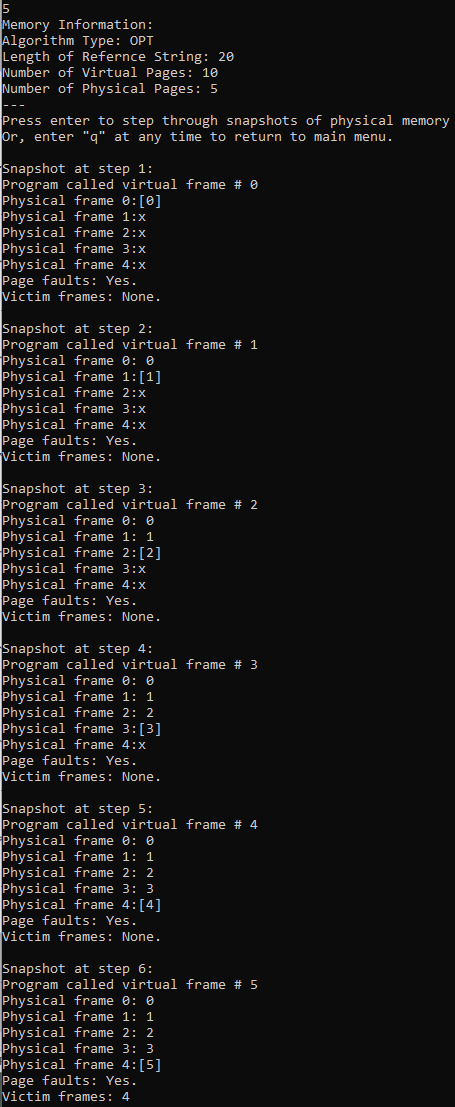 5
Memory Information:
Algorithm Type: OPT
Length of Refernce String: 20
Number of Virtual Pages: 10
Number of Physical Pages: 5
---
Press enter to step through snapshots of physical memory
Or, enter "q" at any time to return to main menu.

Snapshot at step 1:
Program called virtual frame # 0
Physical frame 0:[0]
Physical frame 1:x
Physical frame 2:x
Physical frame 3:x
Physical frame 4:x
Page faults: Yes.
Victim frames: None.

Snapshot at step 2:
Program called virtual frame # 1
Physical frame 0: 0
Physical frame 1:[1]
Physical frame 2:x
Physical frame 3:x
Physical frame 4:x
Page faults: Yes.
Victim frames: None.

Snapshot at step 3:
Program called virtual frame # 2
Physical frame 0: 0
Physical frame 1: 1
Physical frame 2:[2]
Physical frame 3:x
Physical frame 4:x
Page faults: Yes.
Victim frames: None.

Snapshot at step 4:
Program called virtual frame # 3
Physical frame 0: 0
Physical frame 1: 1
Physical frame 2: 2
Physical frame 3:[3]
Physical frame 4:x
Page faults: Yes.
Victim frames: None.

Snapshot at step 5:
Program called virtual frame # 4
Physical frame 0: 0
Physical frame 1: 1
Physical frame 2: 2
Physical frame 3: 3
Physical frame 4:[4]
Page faults: Yes.
Victim frames: None.

Snapshot at step 6:
Program called virtual frame # 5
Physical frame 0: 0
Physical frame 1: 1
Physical frame 2: 2
Physical frame 3: 3
Physical frame 4:[5]
Page faults: Yes.
Victim frames: 4